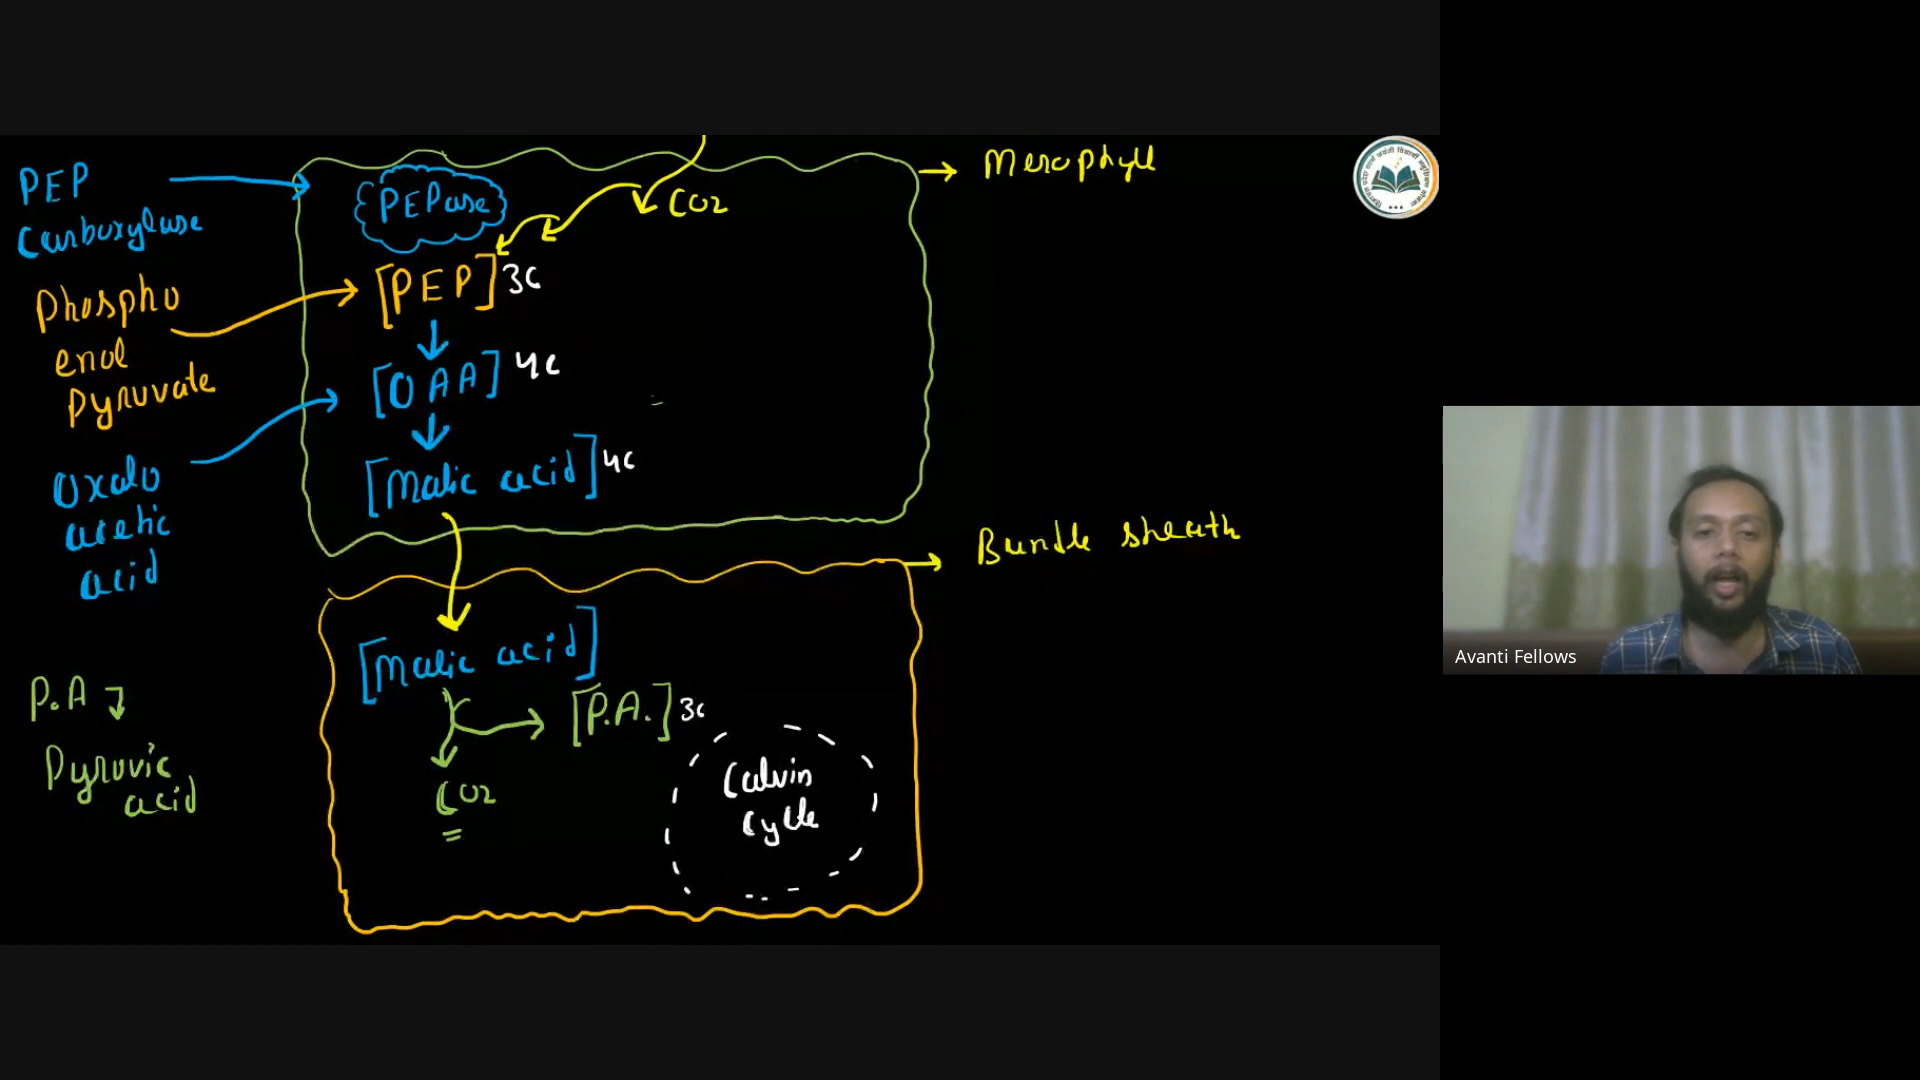 PEP
Carboxylase
Phospho
enol
Pyruvate
Oxalo
acetic
acid
P.A
Pyruvic
acid
PEPase
CO2
[PEP] 3C
[OAA] 4C
[Malic acid] 4C
Mesophyll
[Malic acid]
[P.A.] 3C
CO2
Calvin
Cycle
Bundle sheath
Avanti Fellows